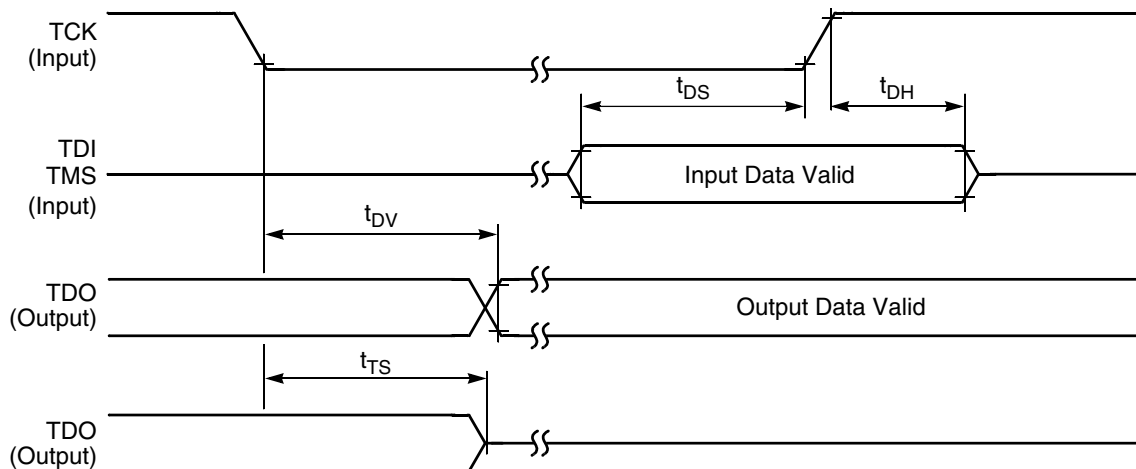 TCK
(Input)
tDS
tDH
TDI
TMS
(Input)
Input Data Valid
tDV
TDO
(Output)
Output Data Valid
tTS
TDO
(Output)